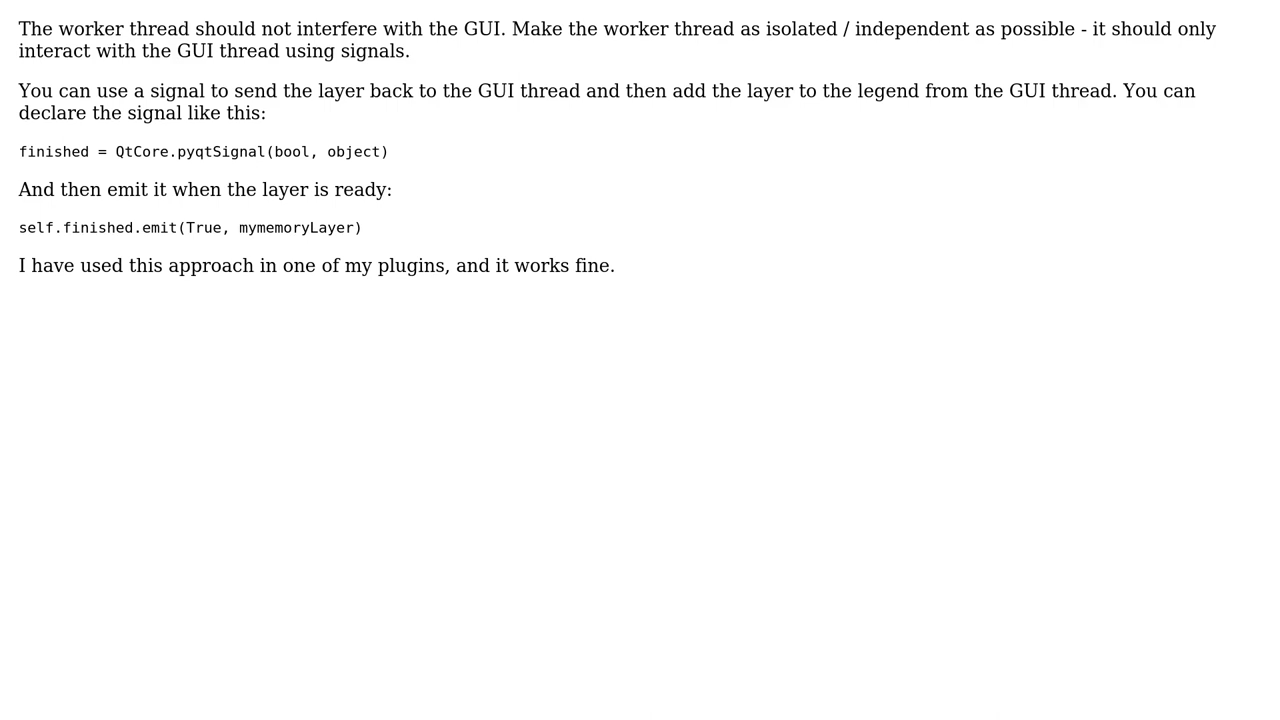 The worker thread should not interfere with the GUI. Make the worker thread as isolated / independent as possible - it should only
interact with the GUI thread using signals.
You can use a signal to send the layer back to the GUI thread and then add the layer to the legend from the GUI thread. You can
declare the signal like this:
finished = QtCore.pyqtSignal(bool, object)
And then emit it when the layer is ready:
self.finished.emit(True, mymemoryLayer)
I have used this approach in one of my plugins, and it works fine.